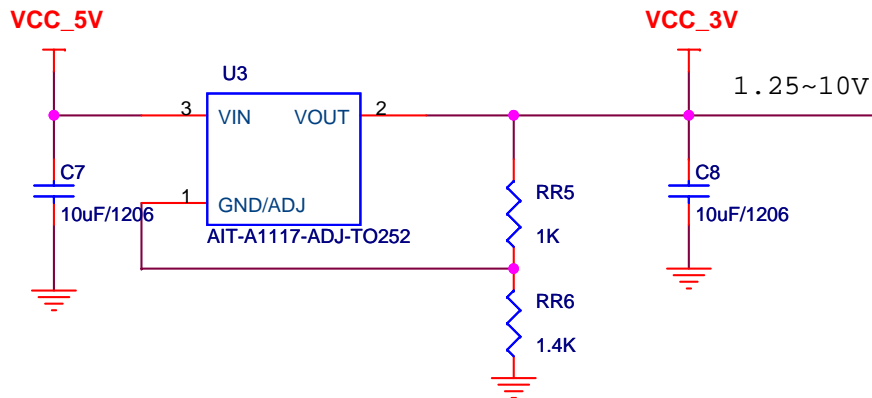 VCC_5V
VCC_3V
U3
1.25~10V
3
VIN
VOUT
2
C7
10uF/1206
1
GND/ADJ
AIT-A1117-ADJ-TO252
RR5
1K
C8
10uF/1206
RR6
1.4K